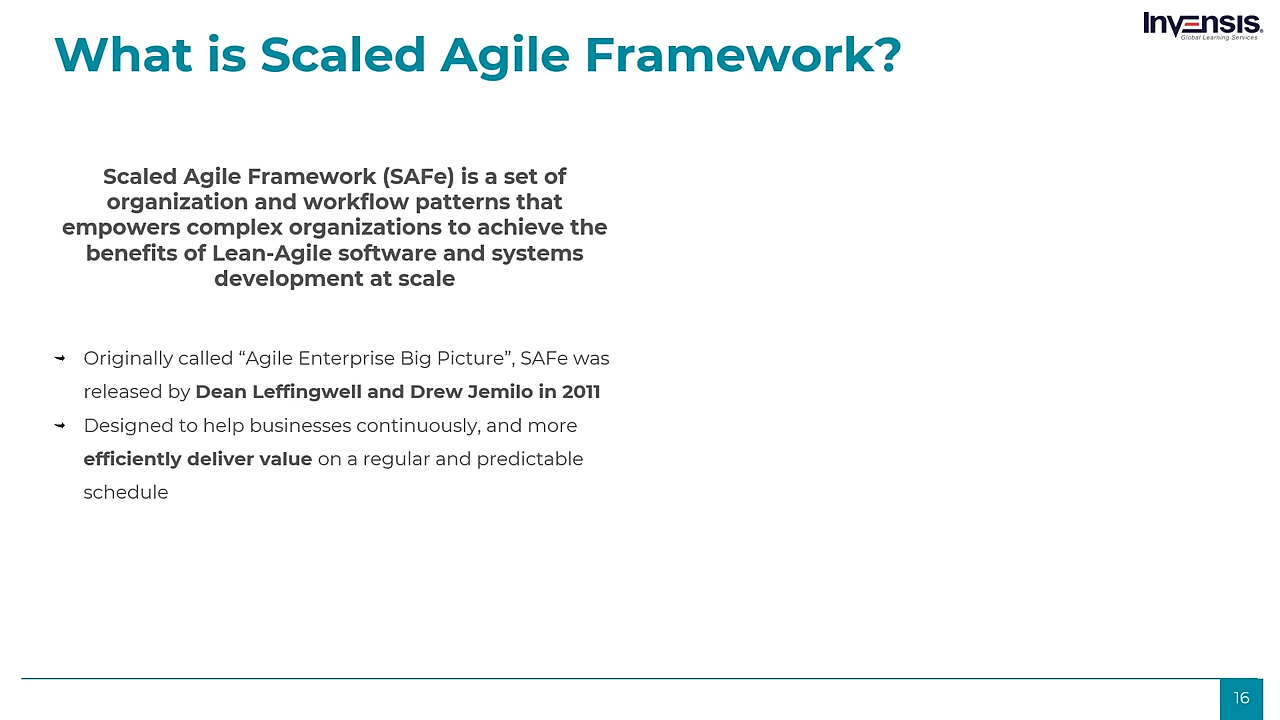 Invensis
Global Learning Services
What is Scaled Agile Framework?
Scaled Agile Framework (SAFe) is a set of
organization and workflow patterns that
empowers complex organizations to achieve the
benefits of Lean-Agile software and systems
development at scale
Originally called “Agile Enterprise Big Picture”, SAFe was
released by Dean Leffingwell and Drew Jemilo in 2011
Designed to help businesses continuously, and more
efficiently deliver value on a regular and predictable
schedule
16